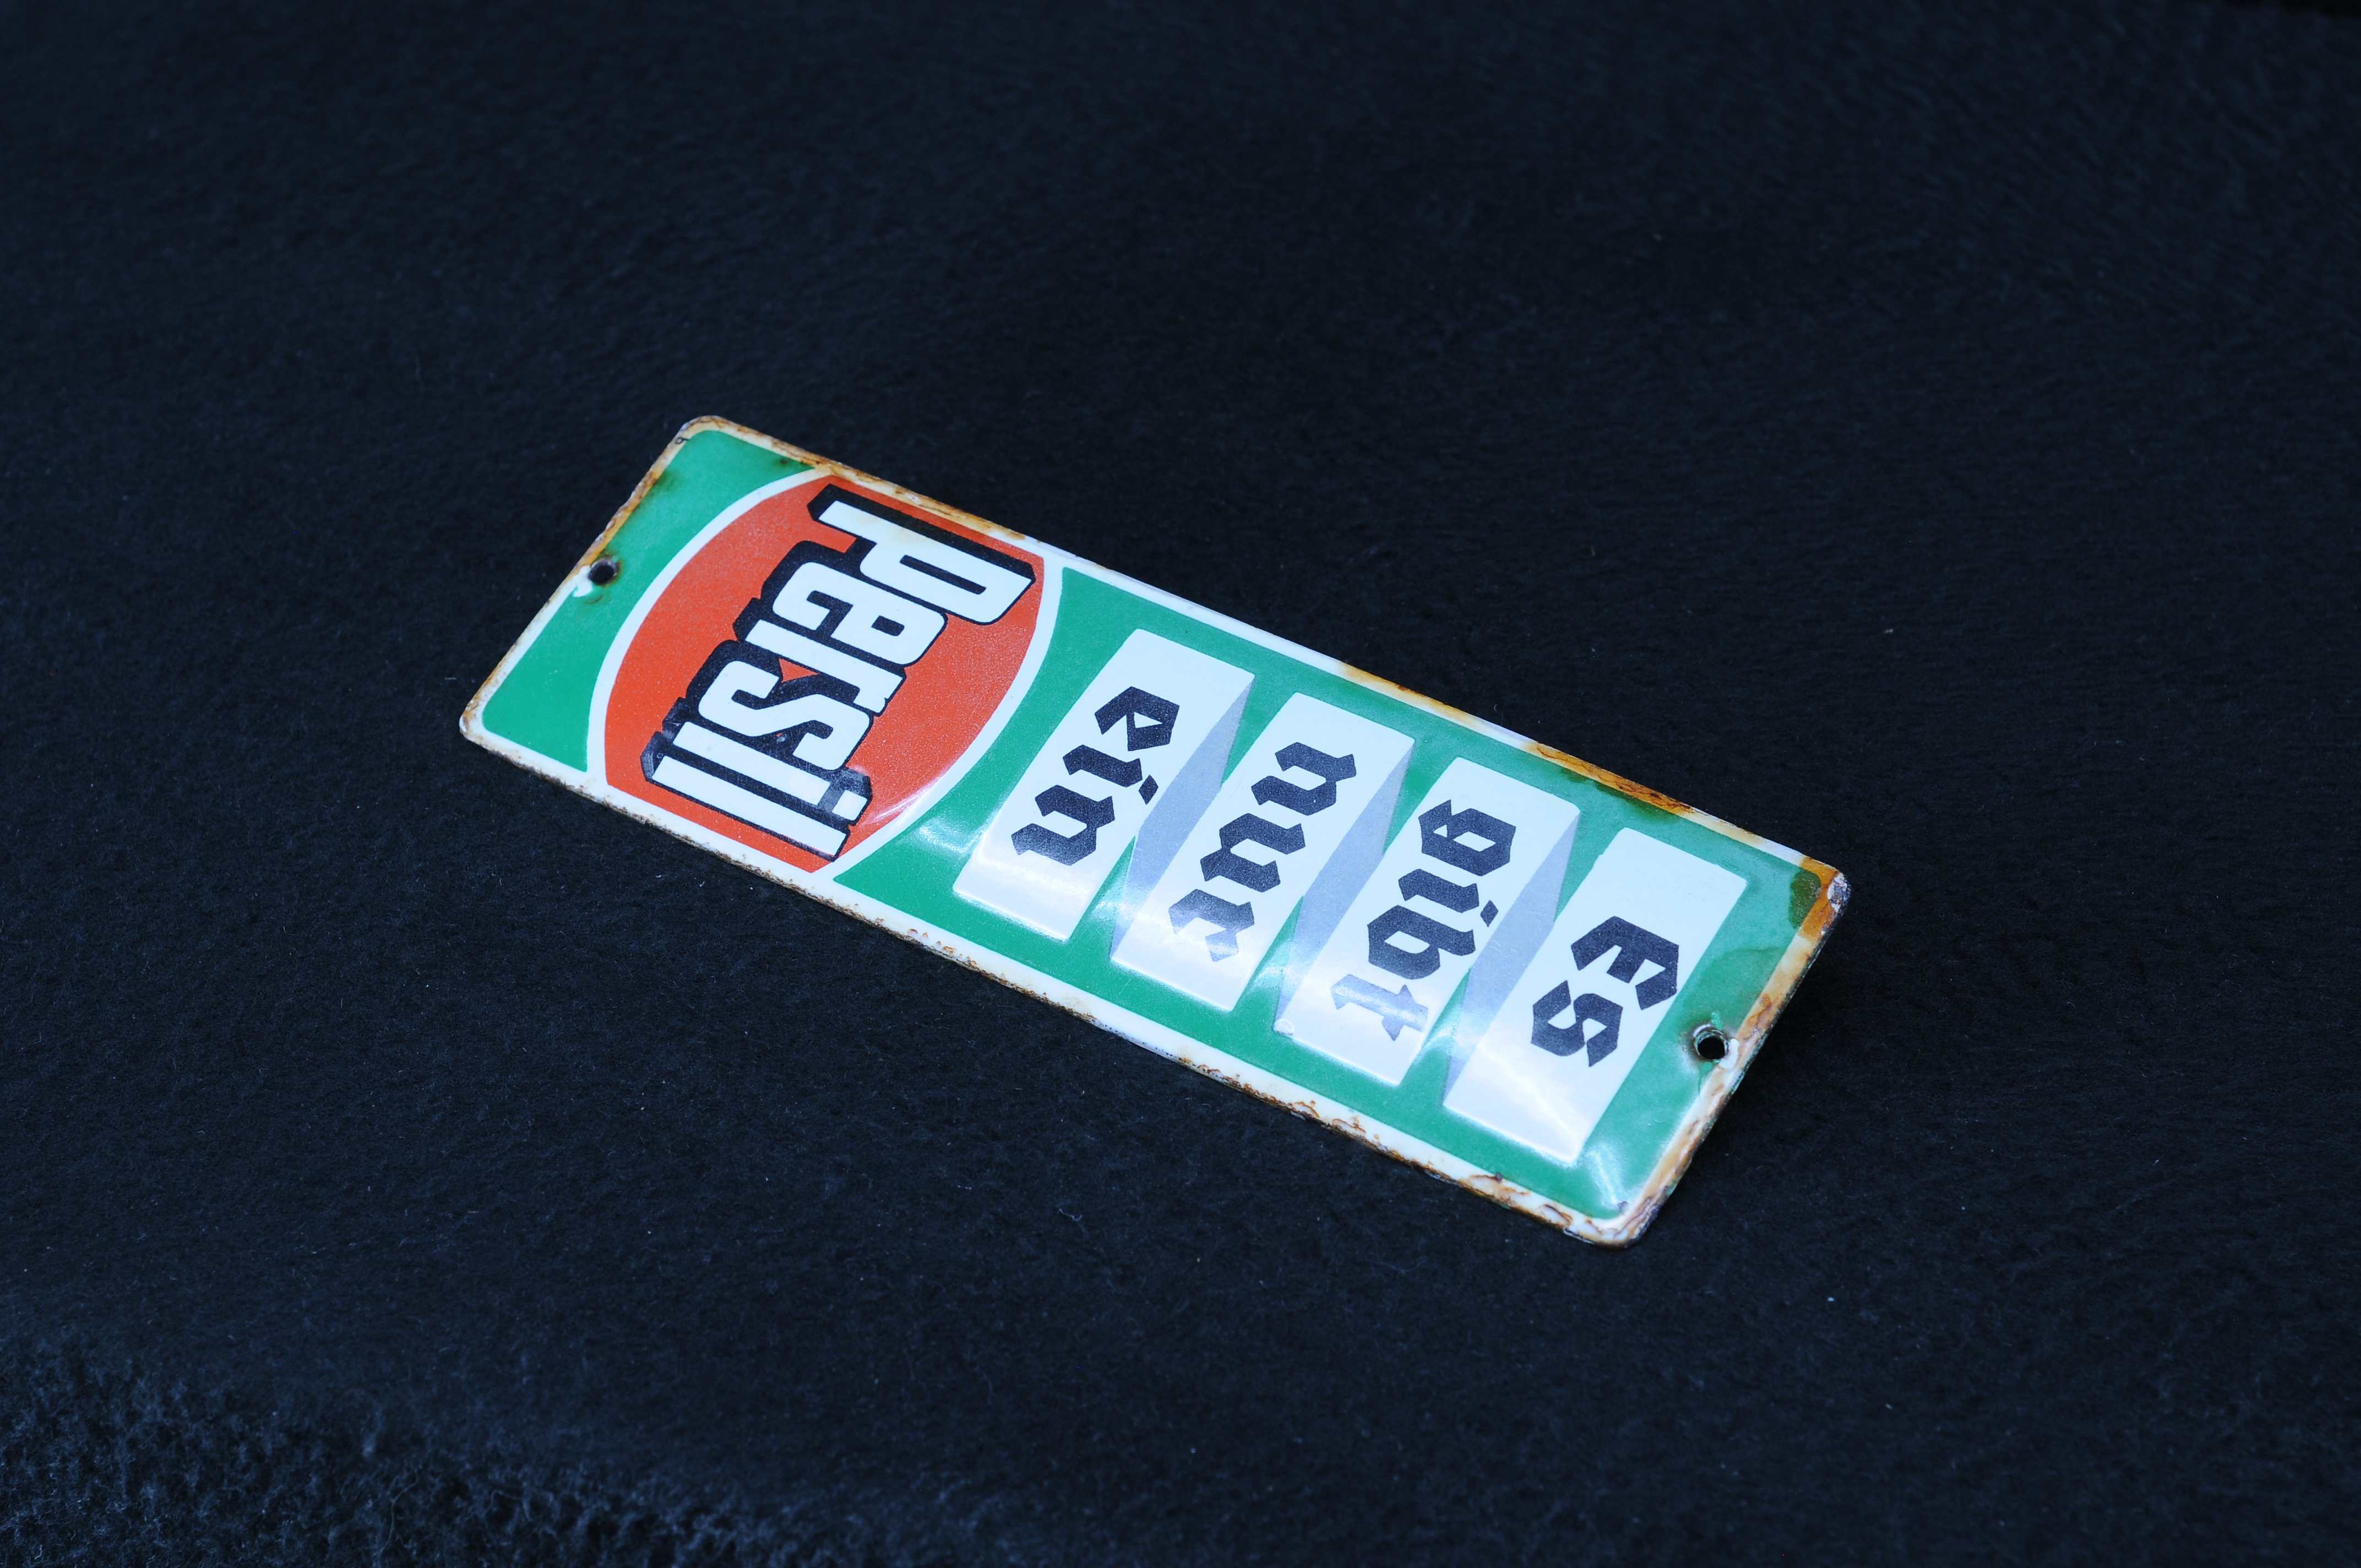 Es
gibt
nur
ein
Persil